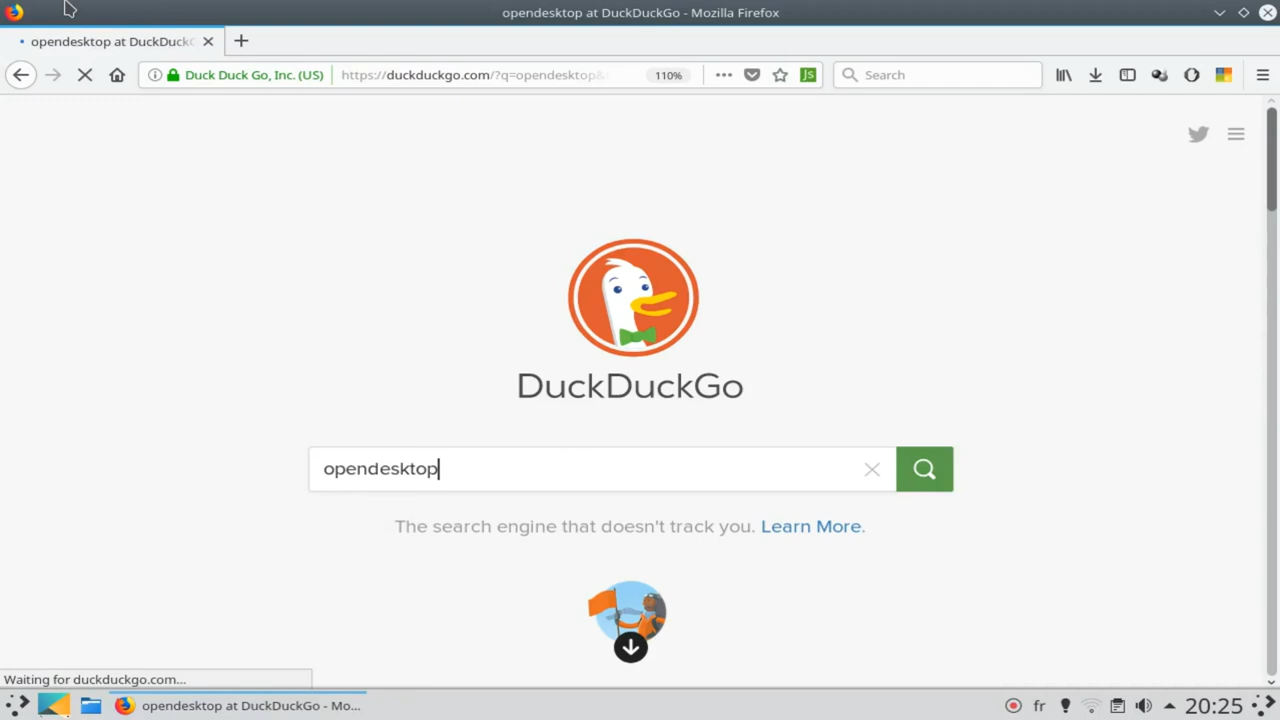 opendesktop at DuckDuckGo - Mozilla Firefox
opendesktop at DuckDuckG
Duck Duck Go, Inc. (US)
https://duckduckgo.com/?q=opendesktop&
110%
JS
Search
DuckDuckGo
opendesktop
The search engine that doesn't track you. Learn More.
Waiting for duckduckgo.com...
opendesktop at DuckDuckGo - Mo...
fr
20:25